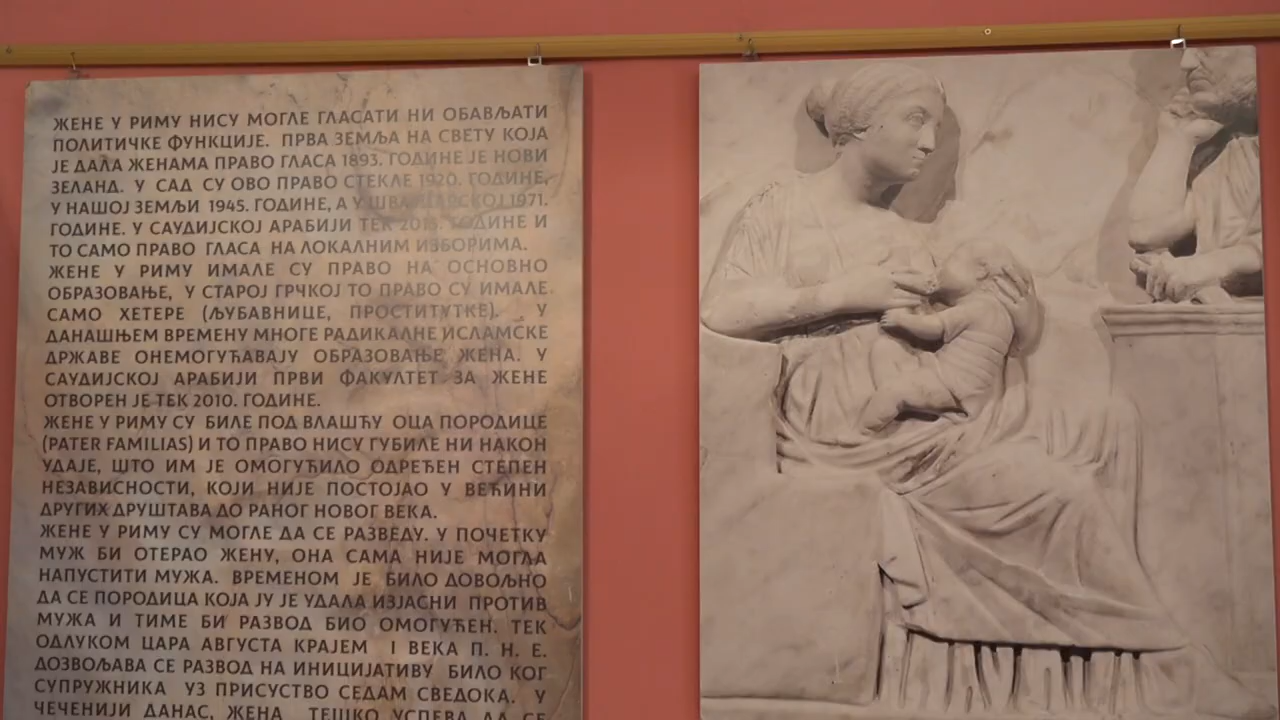 ЖЕНЕ У РИМУ НИСУ МОГЛЕ ГЛАСАТИ НИ ОБАВЉАТИ
ПОЛИТИЧКЕ ФУНКЦИЈЕ. ПРВА ЗЕМЉА НА СВЕТУ КОЈА
ЈЕ ДАЛА ЖЕНАМА ПРАВО ГЛАСА 1893. ГОДИНЕ ЈЕ НОВИ
ЗЕЛАНД. У САД СУ ОВО ПРАВО СТЕКЛЕ 1920. ГОДИНЕ,
У НАШОЈ ЗЕМЉИ 1945. ГОДИНЕ, А У ШВАЈЦАРСКОЈ 1971.
ГОДИНЕ. У САУДИЈСКОЈ АРАБИЈИ ТЕК ГОДИНЕ И
ТО САМО ПРАВО ГЛАСА НА ЛОКАЛНИМ ИЗБОРИМА.
ЖЕНЕ У РИМУ ИМАЛЕ СУ ПРАВО НА ОСНОВНО
ОБРАЗОВАЊЕ, У СТАРОЈ ГРЧКОЈ ТО ПРАВО СУ ИМАЛЕ
САМО ХЕТЕРЕ (ЉУБАВНИЦЕ, ПРОСТИТУТКЕ). У
ДАНАШЊЕМ ВРЕМЕНУ МНОГЕ РАДИКАЛНЕ ИСЛАМСКЕ
ДРЖАВЕ ОНЕМОГУЋАВАЈУ ОБРАЗОВАЊЕ ЖЕНА. У
САУДИЈСКОЈ АРАБИЈИ ПРВИ ФАКУЛТЕТ ЗА ЖЕНЕ
ОТВОРЕН ЈЕ ТЕК 2010. ГОДИНЕ.
ЖЕНЕ У РИМУ СУ БИЛЕ ПОД ВЛАШЋУ ОЦА ПОРОДИЦЕ
(PATER FAMILIAS) И ТО ПРАВО НИСУ ГУБИЛЕ НИ НАКОН
УДАЈЕ, ШТО ИМ ЈЕ ОМОГУЋИЛО ОДРЕЂЕН СТЕПЕН
НЕЗАВИСНОСТИ, КОЈИ НИЈЕ ПОСТОЈАО У ВЕЋИНИ
ДРУГИХ ДРУШТАВА ДО РАНОГ НОВОГ ВЕКА.
ЖЕНЕ У РИМУ СУ МОГЛЕ ДА СЕ РАЗВЕДУ. У ПОЧЕТКУ
МУЖ БИ ОТЕРАО ЖЕНУ, ОНА САМА НИЈЕ МОГЛА
НАПУСТИТИ МУЖА. ВРЕМЕНОМ ЈЕ БИЛО ДОВОЉНО
ДА СЕ ПОРОДИЦА КОЈА ЈУ ЈЕ УДАЛА ИЗЈАСНИ ПРОТИВ
МУЖА И ТИМЕ БИ РАЗВОД БИО ОМОГУЋЕН. ТЕК
ОДЛУКОМ ЦАРА АВГУСТА КРАЈЕМ I ВЕКА П. Н. Е.
ДОЗВОЉАВА СЕ РАЗВОД НА ИНИЦИЈАТИВУ БИЛО КОГ
СУПРУЖНИКА УЗ ПРИСУСТВО СЕДАМ СВЕДОКА. У
ЧЕЧЕНИЈИ ДАНАС, ЖЕНА ТЕШКО УСПЕВА ДА СЕ